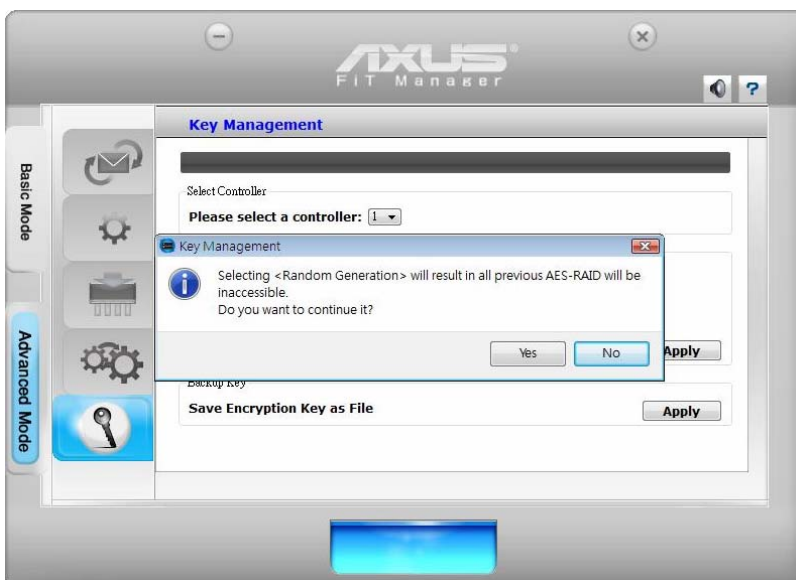 AXUS
FiT Manager
?
Key Management
Basic Mode
Advanced Mode
Select Controller
Please select a controller: 1
Key Management
Selecting <Random Generation> will result in all previous AES-RAID will be
inaccessible.
Do you want to continue it?
Yes No
Apply
Backup Key
Save Encryption Key as File Apply